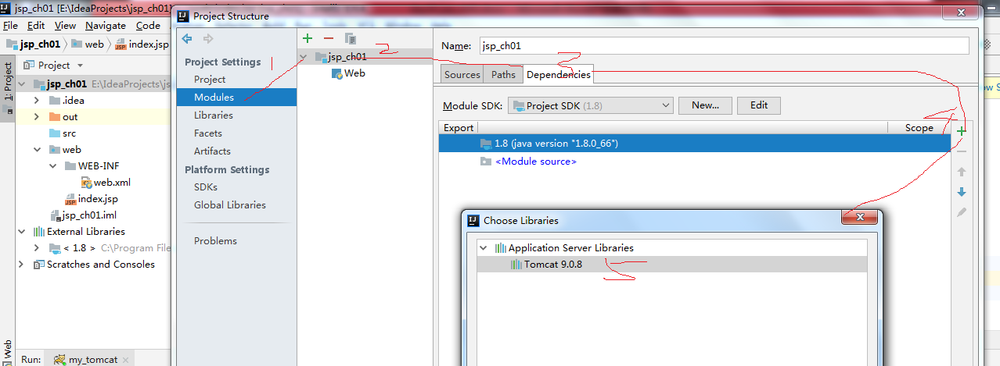 jsp_ch01 [E:\IdeaProjects\jsp_ch01]
File Edit View Navigate Code
jsp_ch01 web index.jsp
1: Project
Project
jsp_ch01 E:\IdeaProjects\js
.idea
out
src
web
WEB-INF
web.xml
index.jsp
jsp_ch01.iml
External Libraries
< 1.8 > C:\Program File
Scratches and Consoles
Web
Run: my_tomcat
Project Structure
Project Settings
Project
Modules
Libraries
Facets
Artifacts
Platform Settings
SDKs
Global Libraries
Problems
jsp_ch01
Web
Name: jsp_ch01
Sources Paths Dependencies
Module SDK: Project SDK (1.8) New... Edit
Export Scope
1.8 (java version "1.8.0_66")
<Module source>
Choose Libraries
Application Server Libraries
Tomcat 9.0.8